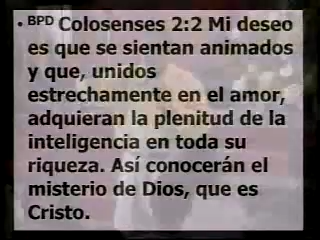 • BPD Colosenses 2:2 Mi deseo
es que se sientan animados
y que, unidos
estrechamente en el amor,
adquieran la plenitud de la
inteligencia en toda su
riqueza. Así conocerán el
misterio de Dios, que es
Cristo.